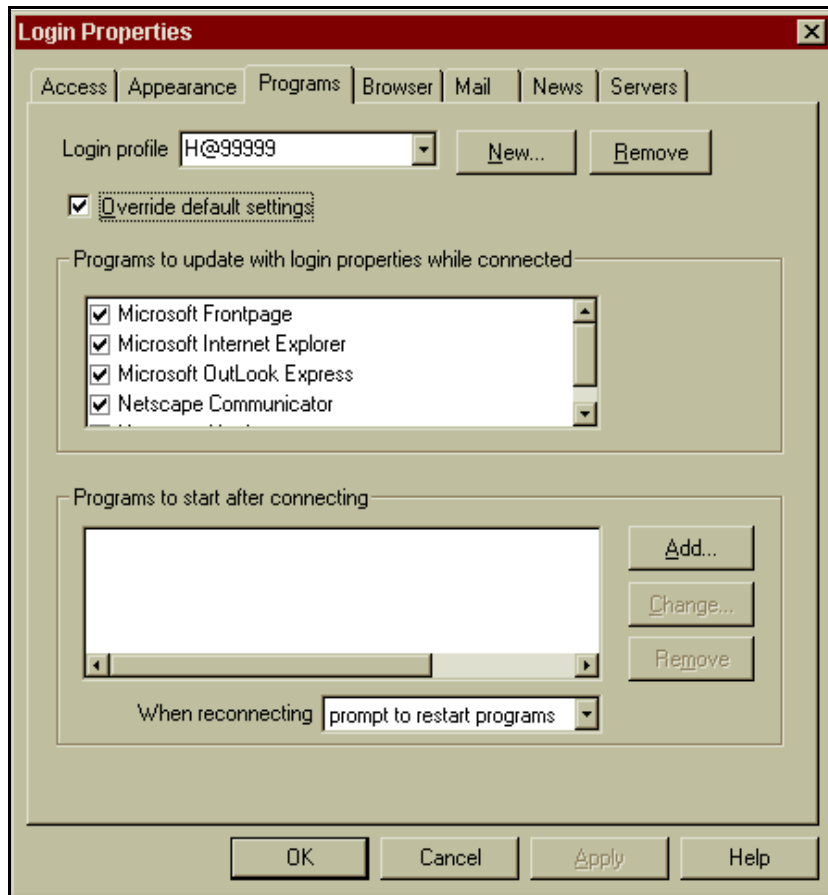 Login Properties
Access Appearance Programs Browser Mail News Servers
Login profile H@99999 New... Remove
Override default settings
Programs to update with login properties while connected
Microsoft Frontpage
Microsoft Internet Explorer
Microsoft OutLook Express
Netscape Communicator
Programs to start after connecting
Add...
Change...
Remove
When reconnecting prompt to restart programs
OK Cancel Apply Help